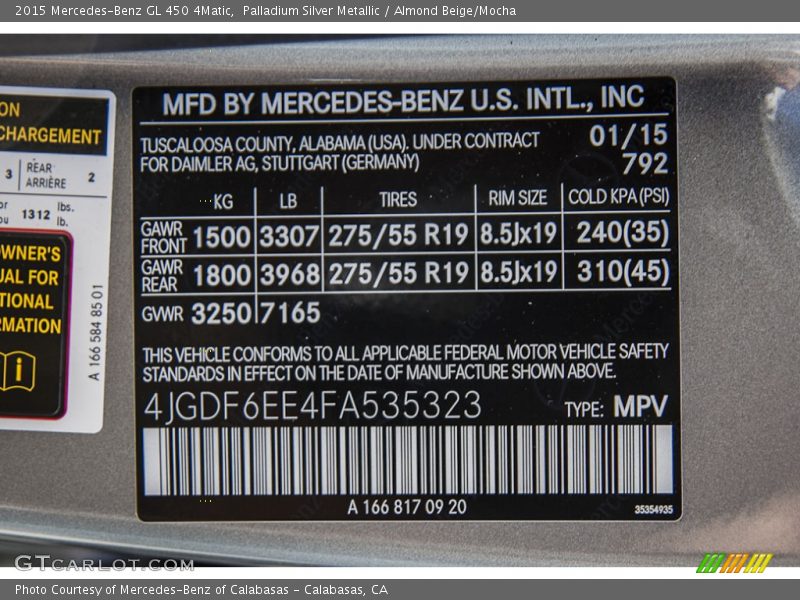 2015 Mercedes-Benz GL 450 4Matic,  Palladium Silver Metallic / Almond Beige/Mocha
ON
CHARGEMENT
3 RÉAR ARRIÈRE 2
or ou 1312 lbs. lb.
OWNER'S
UAL FOR
TIONAL
RMATION
i
A 166 584 85 01
MFD BY MERCEDES-BENZ U.S. INTL., INC
TUSCALOOSA COUNTY, ALABAMA (USA). UNDER CONTRACT 01/15
FOR DAIMLER AG, STUTTGART (GERMANY) 792
KG LB TIRES RIM SIZE COLD KPA (PSI)
GAWR FRONT 1500 3307 275/55 R19 8.5Jx19 240(35)
GAWR REAR 1800 3968 275/55 R19 8.5Jx19 310(45)
GWR 3250 7165
THIS VEHICLE CONFORMS TO ALL APPLICABLE FEDERAL MOTOR VEHICLE SAFETY
STANDARDS IN EFFECT ON THE DATE OF MANUFACTURE SHOWN ABOVE.
4JGDF6EE4FA535323 TYPE: MPV
A 166 817 09 20 35354935
GTCARLOT.COM
Photo Courtesy of Mercedes-Benz of Calabasas - Calabasas, CA